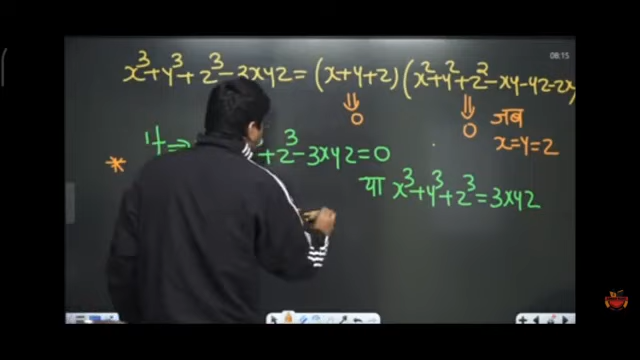 x³+y³+z³-3xyz = (x+y+z)(x²+y²+z²-xy-yz-zx
08:15
⇓ 0
⇓ 0 जब x=y=z
* यदि ⇒ +z³-3xyz=0
या x³+y³+z³=3xyz